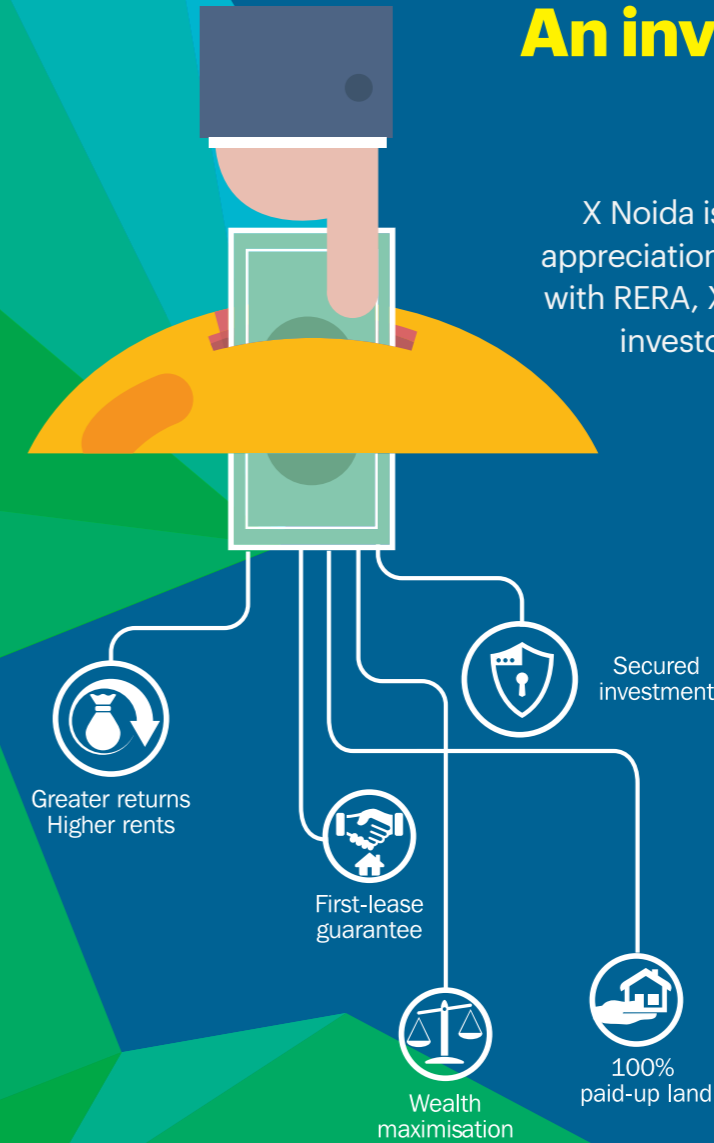 An inv
X Noida is
appreciation
with RERA, X
investo
Secured
investment
Greater returns
Higher rents
First-lease
guarantee
100%
paid-up land
Wealth
maximisation